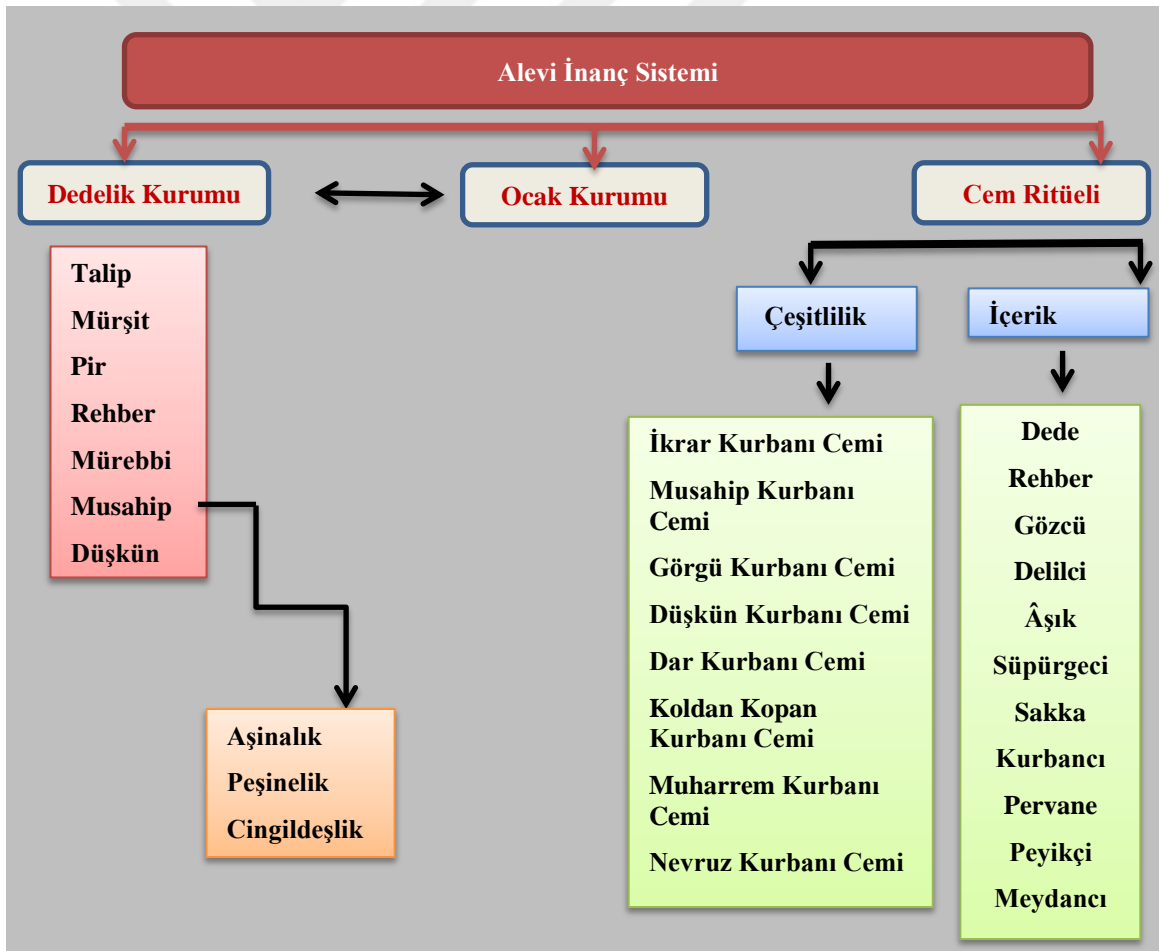 Alevi İnanç Sistemi
Dedelik Kurumu
Ocak Kurumu
Cem Ritüeli
Talip
Mürşit
Pir
Rehber
Mürebbi
Musahip
Düşkün
Aşinalık
Peşinelik
Cingildeşlik
Çeşitlilik
İkrar Kurbanı Cemi
Musahip Kurbanı
Cemi
Görgü Kurbanı Cemi
Düşkün Kurbanı Cemi
Dar Kurbanı Cemi
Koldan Kopan
Kurbanı Cemi
Muharrem Kurbanı
Cemi
Nevruz Kurbanı Cemi
İçerik
Dede
Rehber
Gözcü
Delilci
Âşık
Süpürgeci
Sakka
Kurbancı
Pervane
Peyikçi
Meydancı